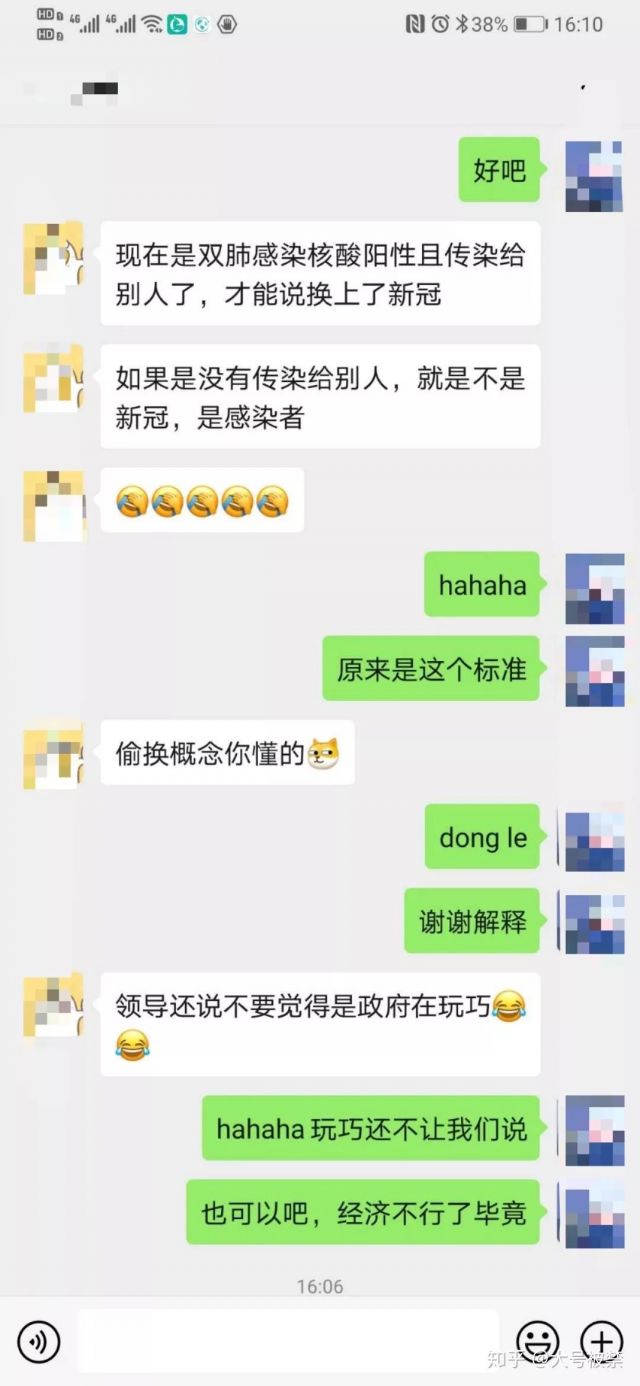 HD 1 4G 4G 38% 16:10
HD 2
好吧
现在是双肺感染核酸阳性且传染给
别人了，才能说换上了新冠
如果是没有传染给别人，就是不是
新冠，是感染者
hahaha
原来是这个标准
偷换概念你懂的
dong le
谢谢解释
领导还说不要觉得是政府在玩巧😂
😂
hahaha 玩巧还不让我们说
也可以吧，经济不行了毕竟
16:06
知乎 @大号被禁